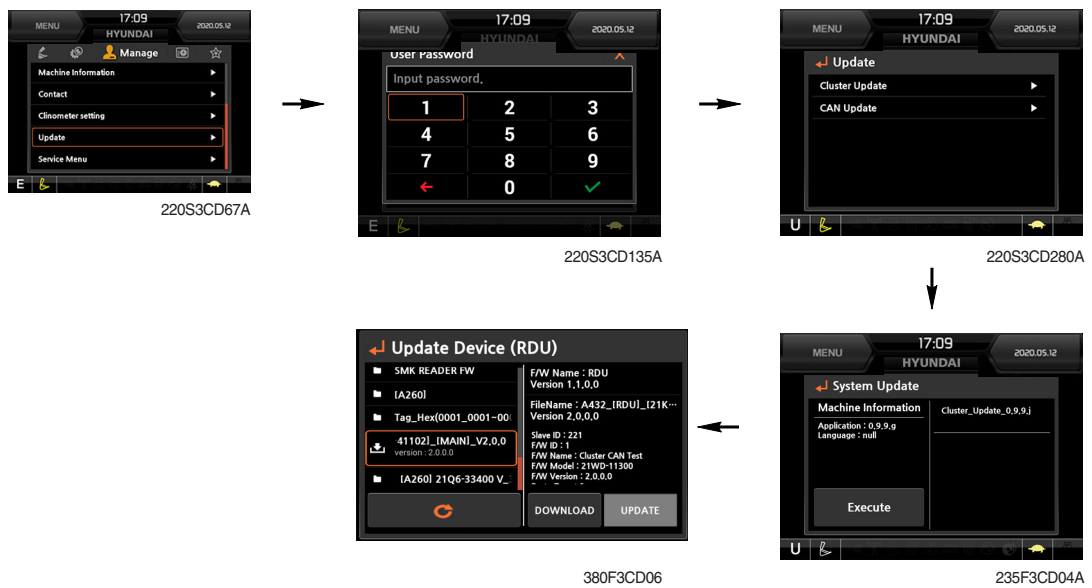 MENU
17:09
2020.05.12
HYUNDAI
Manage
Machine Information
Contact
Clinometer setting
Update
Service Menu
E
220S3CD67A
MENU
17:09
2020.05.12
HYUNDAI
User Password
Input password.
1 2 3
4 5 6
7 8 9
0
E
220S3CD135A
MENU
17:09
2020.05.12
HYUNDAI
Update
Cluster Update
CAN Update
U
220S3CD280A
MENU
17:09
2020.05.12
HYUNDAI
System Update
Machine Information
Application : 0.9.9.g
Language : null
Cluster_Update_0.9.9.j
Execute
U
235F3CD04A
Update Device (RDU)
SMK READER FW
[A260]
Tag_Hex(0001_0001~00
41102]_[MAIN]_V2.0.0
version : 2.0.0.0
[A260] 21Q6-33400 V_
F/W Name : RDU
Version 1.1.0.0
FileName : A432_[RDU]_[21K…
Version 2.0.0.0
Slave ID : 221
F/W ID : 1
F/W Name : Cluster CAN Test
F/W Model : 21WD-11300
F/W Version : 2.0.0.0
DOWNLOAD
UPDATE
380F3CD06